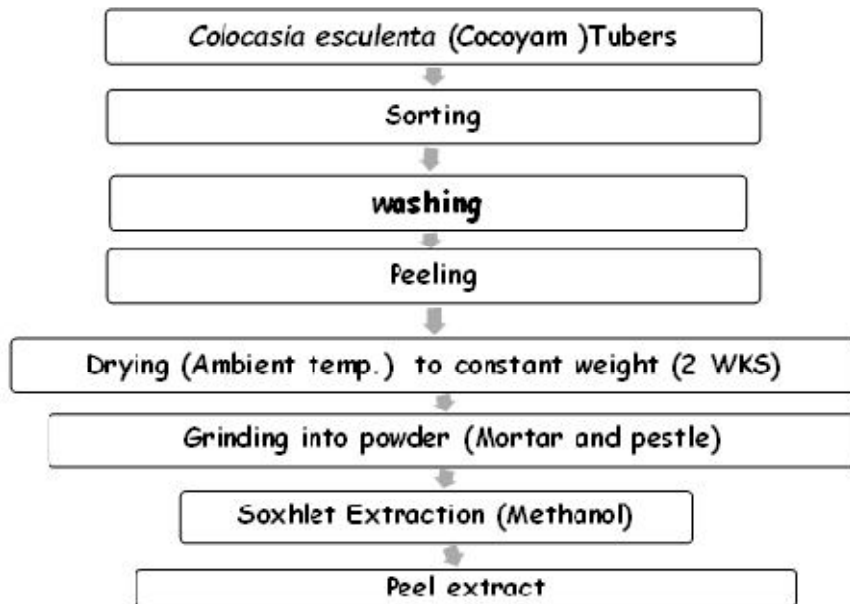 Colocasia esculenta (Cocoyam )Tubers
Sorting
washing
Peeling
Drying (Ambient temp.) to constant weight (2 WKS)
Grinding into powder (Mortar and pestle)
Soxhlet Extraction (Methanol)
Peel extract